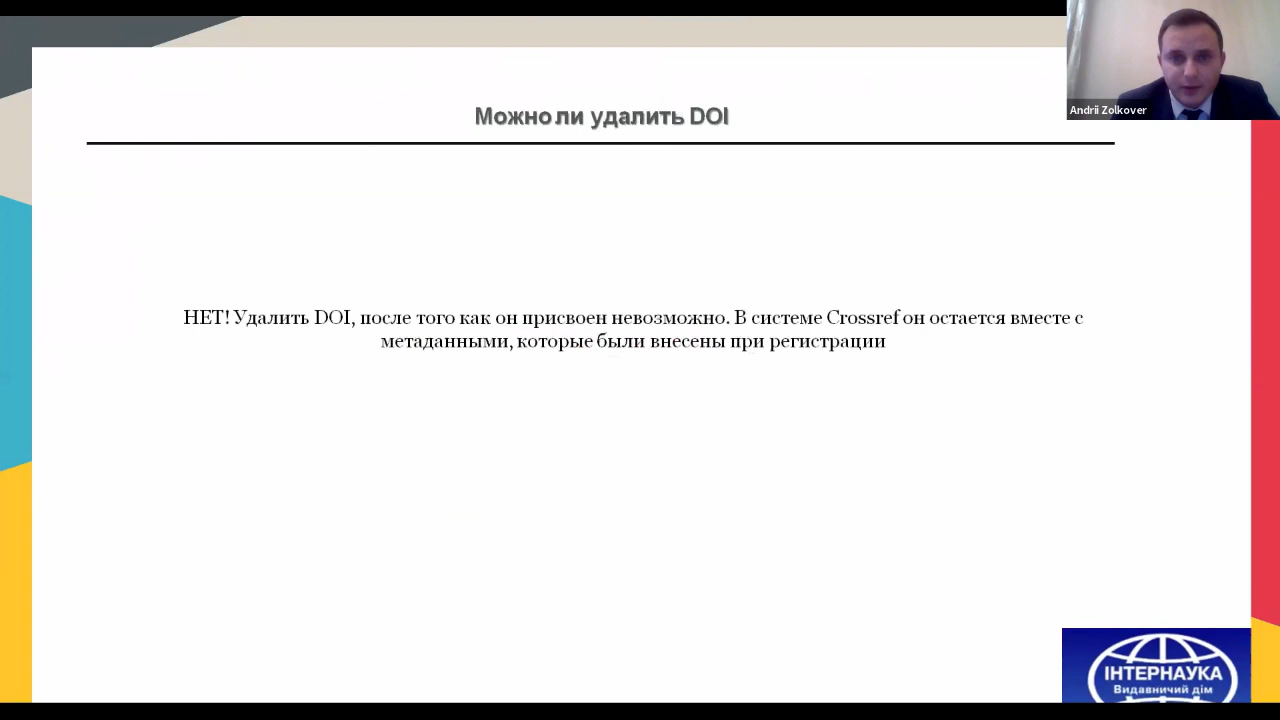 Можно ли удалить DOI
Andrii Zolkover
НЕТ! Удалить DOI, после того как он присвоен невозможно. В системе Crossref он остается вместе с
метаданными, которые были внесены при регистрации
ІНТЕРНАУКА
Видавничий дім